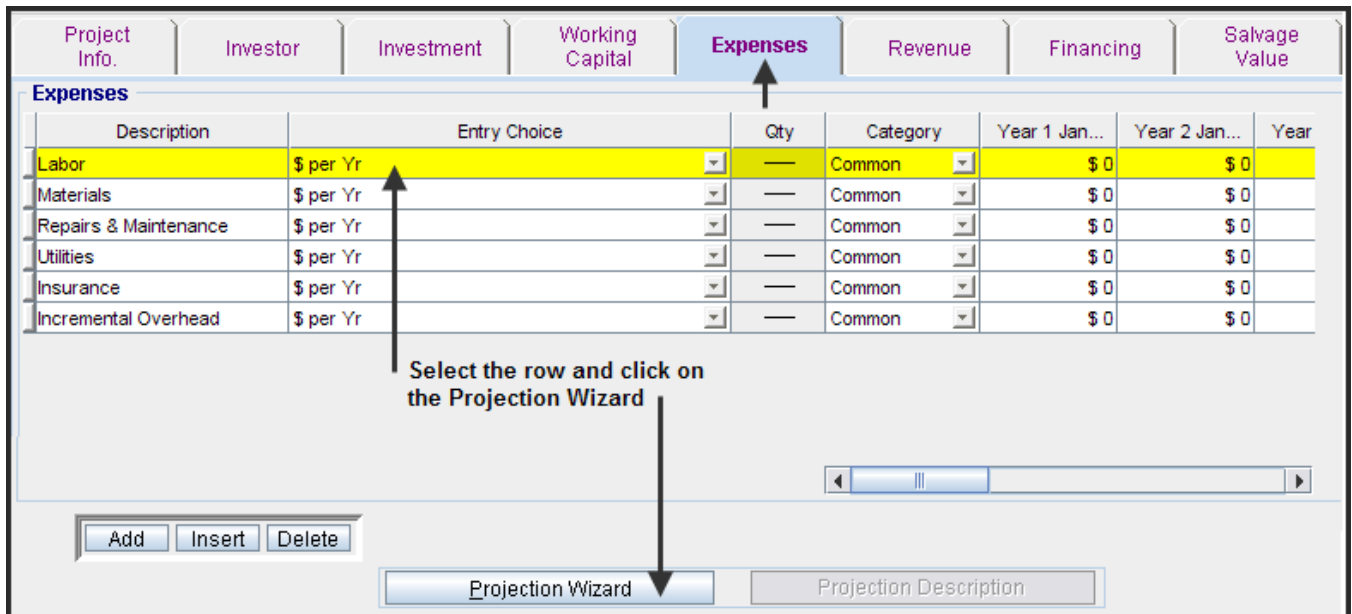 Project Info. Investor Investment Working Capital Expenses Revenue Financing Salvage Value
Expenses
Description Entry Choice Qty Category Year 1 Jan... Year 2 Jan... Year
Labor $ per Yr — Common $ 0 $ 0
Materials $ per Yr — Common $ 0 $ 0
Repairs & Maintenance $ per Yr — Common $ 0 $ 0
Utilities $ per Yr — Common $ 0 $ 0
Insurance $ per Yr — Common $ 0 $ 0
Incremental Overhead $ per Yr — Common $ 0 $ 0
Select the row and click on
the Projection Wizard
Add Insert Delete
Projection Wizard Projection Description